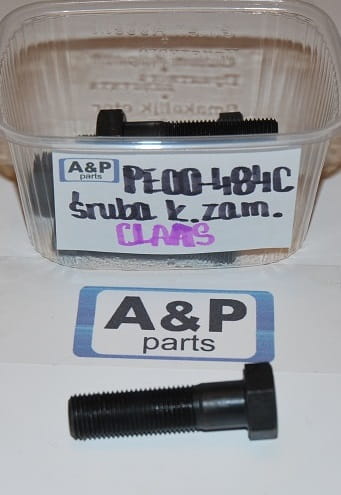 A&P
parts
PE00-484C
śruba k. zam.
CLAAS
A&P
parts